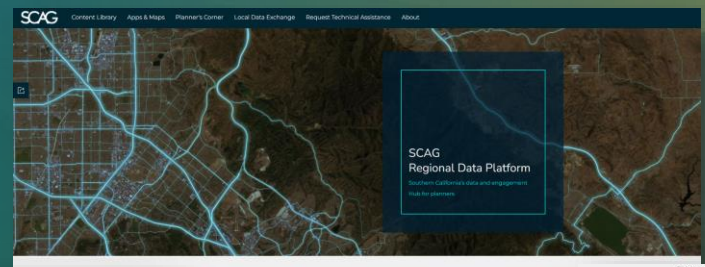 SCAG Content Library Apps & Maps Planner's Corner Local Data Exchange Request Technical Assistance About
SCAG
Regional Data Platform
Southern California's data and engagement
Hub for planners